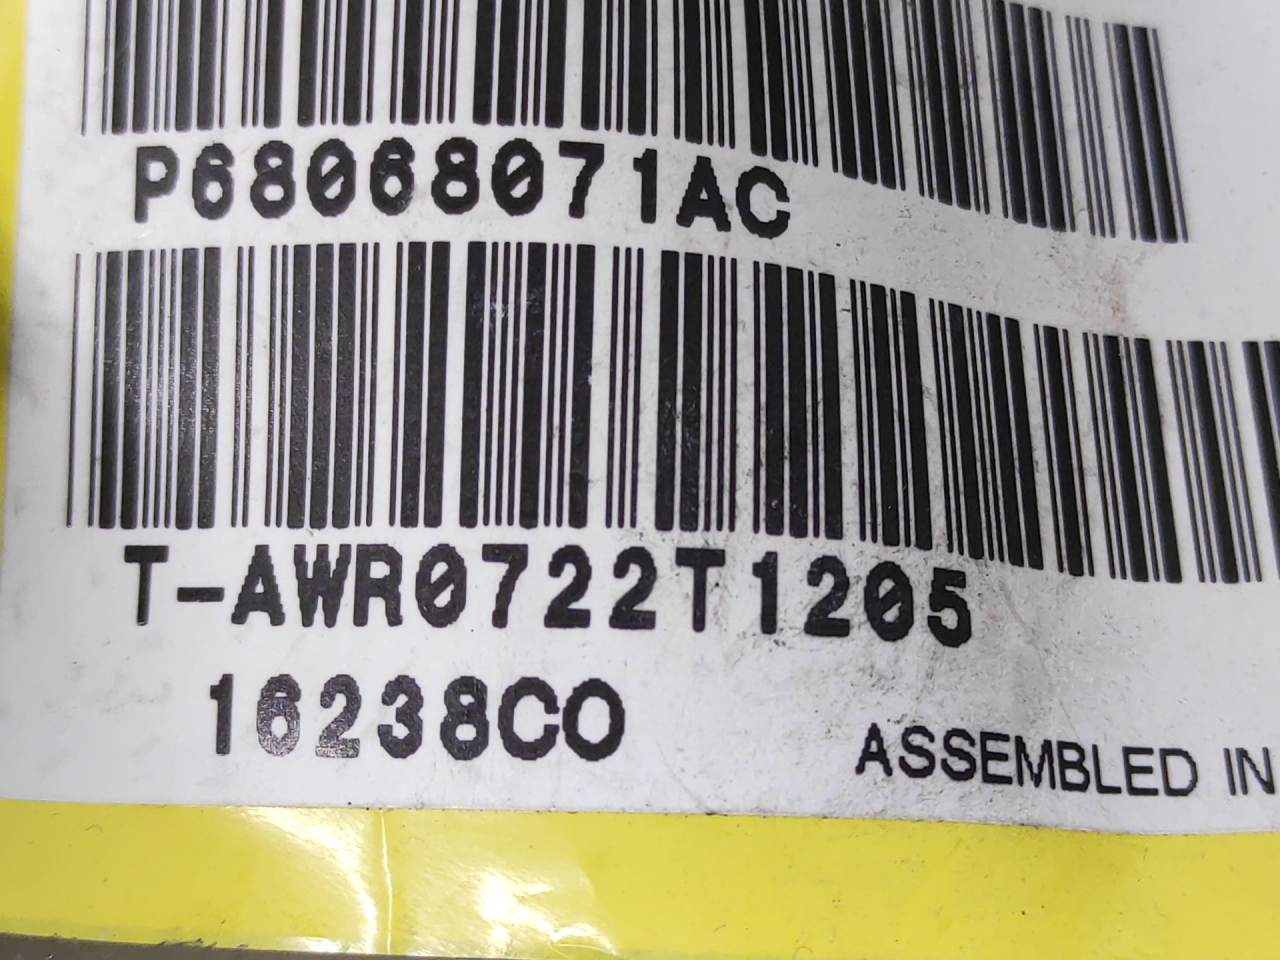 P68068071AC
T-AWR0722T1205
16238CO
ASSEMBLED IN